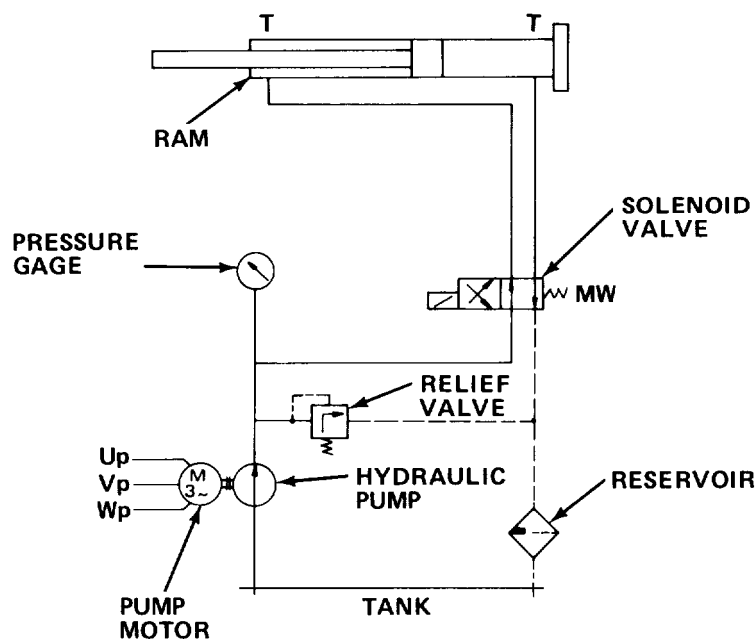 T
T
RAM
SOLENOID
VALVE
PRESSURE
GAGE
MW
RELIEF
VALVE
Up
Vp
Wp
M
3~
HYDRAULIC
PUMP
RESERVOIR
PUMP
MOTOR
TANK